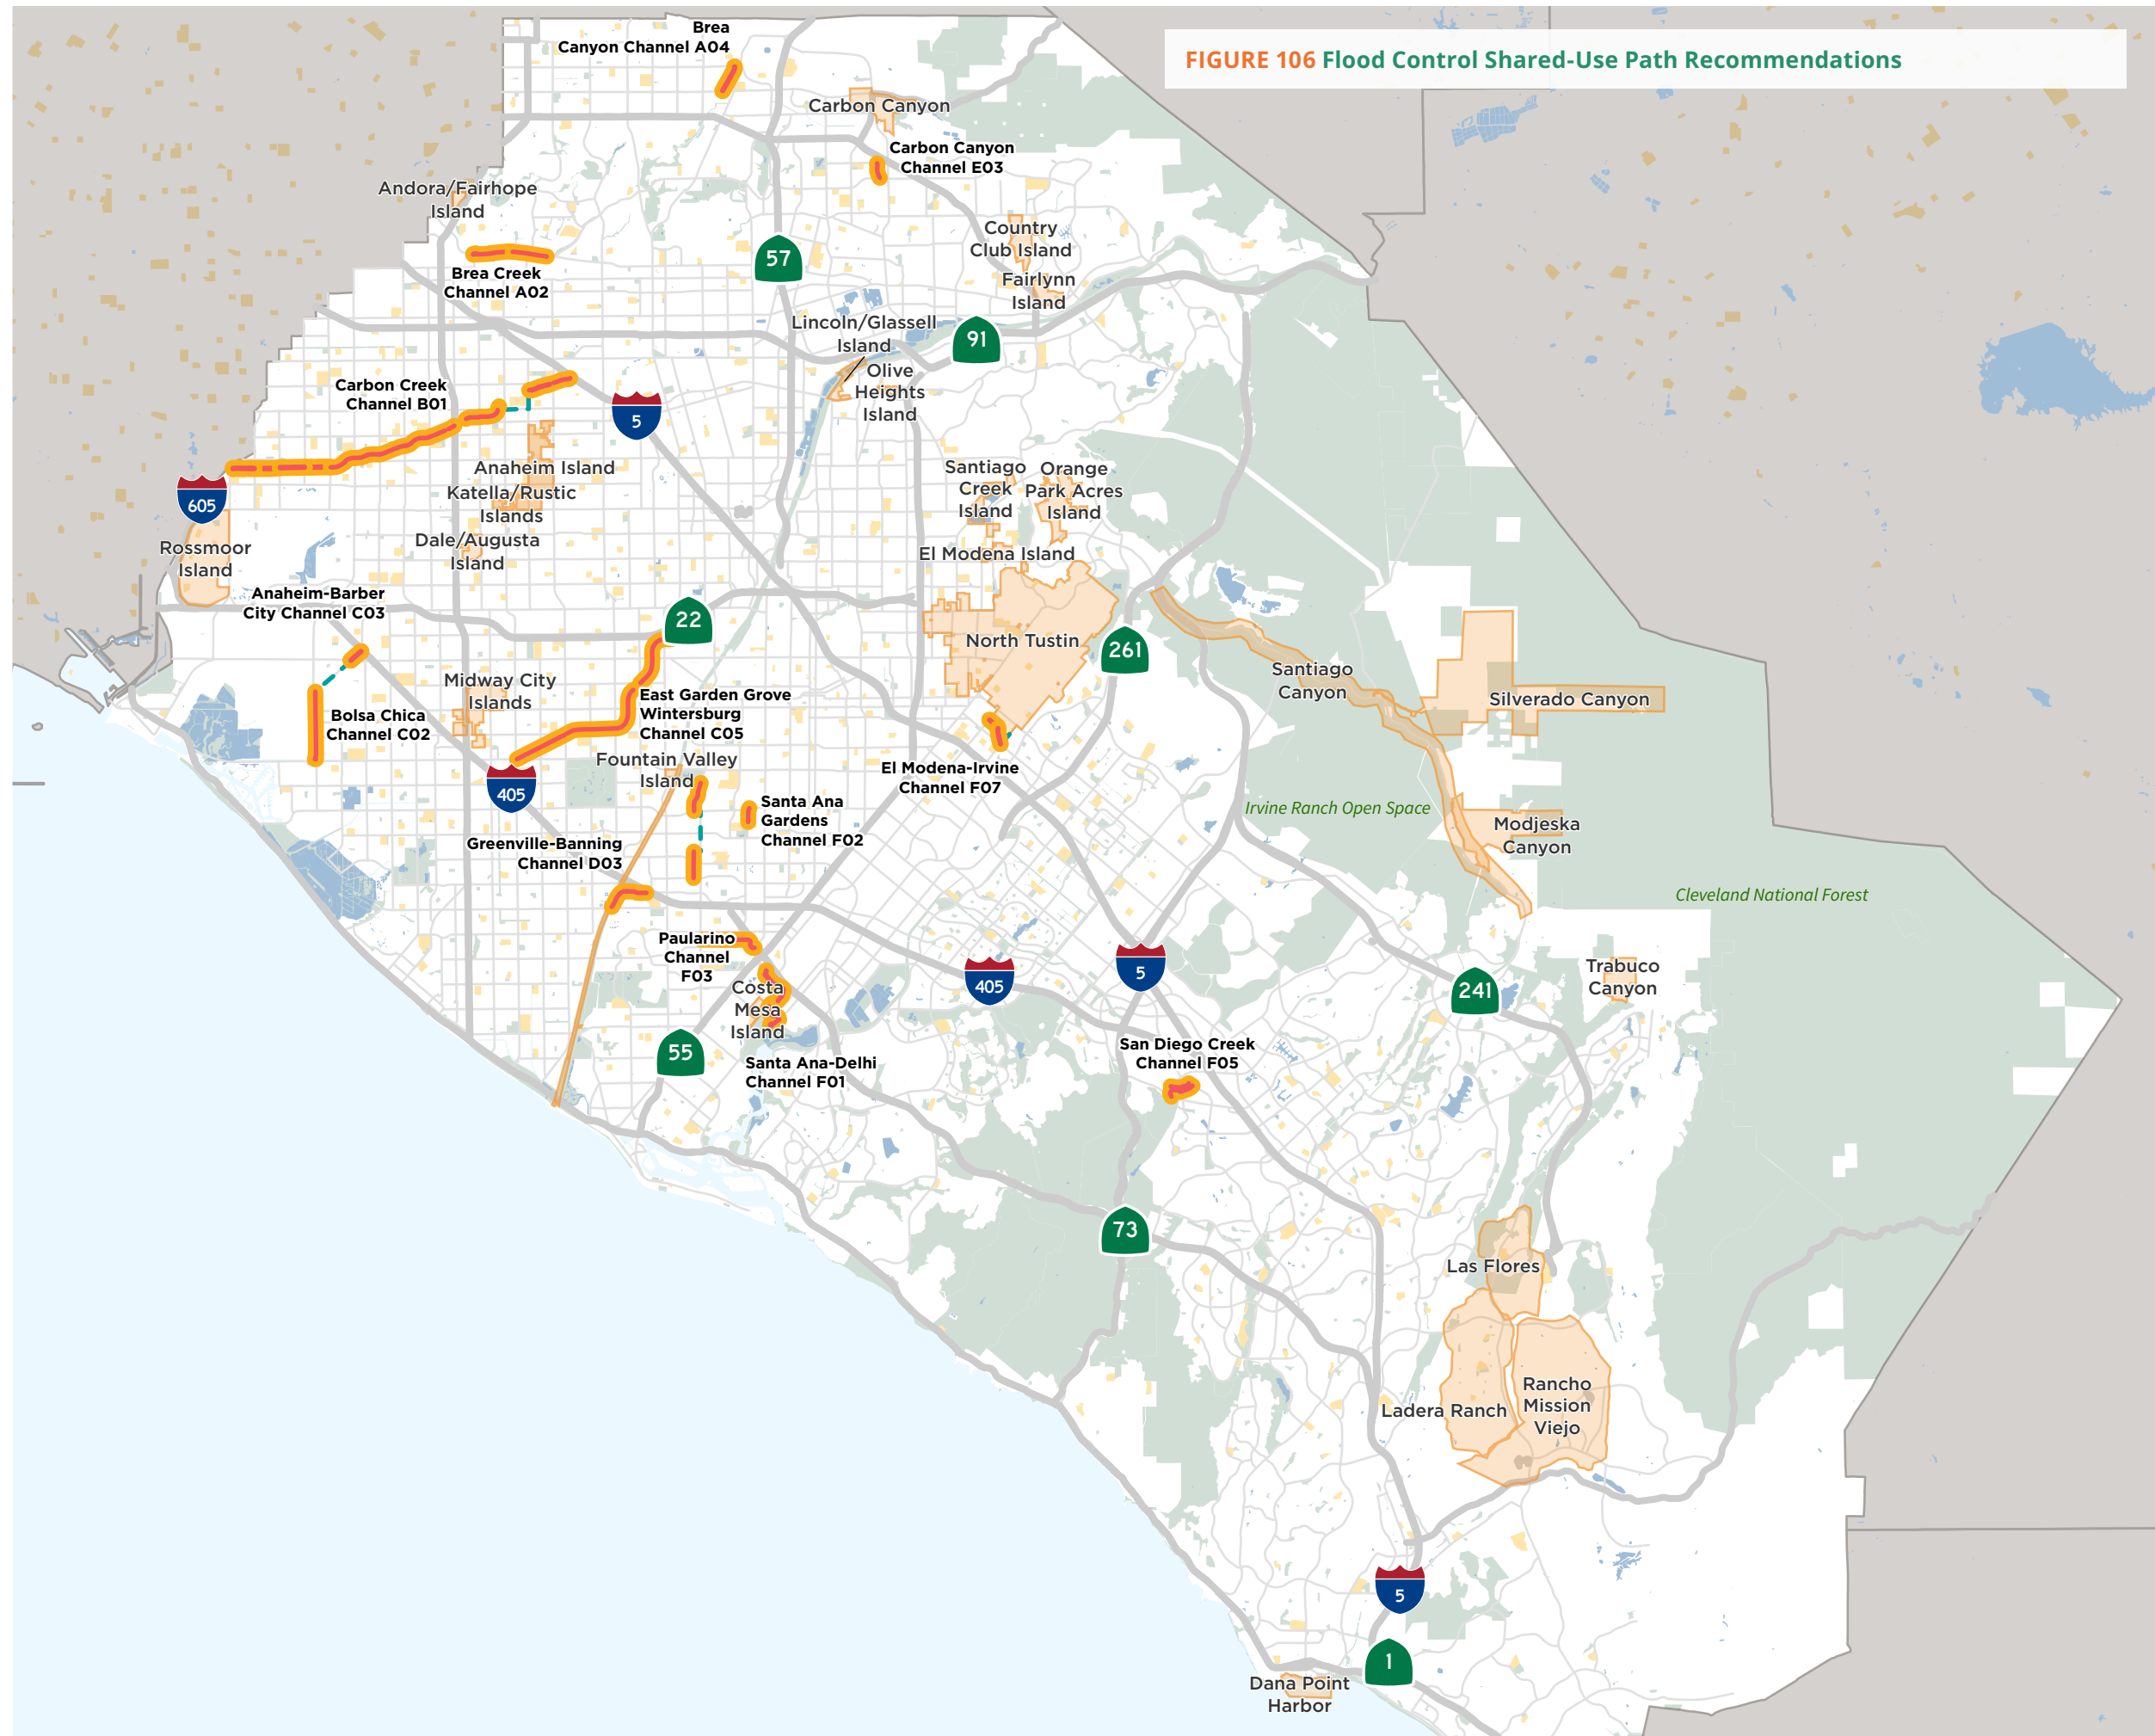 FIGURE 106 Flood Control Shared-Use Path Recommendations
Brea
Canyon Channel A04
Carbon Canyon
Carbon Canyon
Channel E03
Andora/Fairhope
Island
Country
Club Island
57
Brea Creek
Channel A02
Fairlynn
Island
Lincoln/Glassell
Island
91
Olive
Heights
Island
Carbon Creek
Channel B01
5
Anaheim Island
Santiago
Creek
Island
Orange
Park Acres
Island
605
Katella/Rustic
Islands
Rossmoor
Island
Dale/Augusta
Island
El Modena Island
Anaheim-Barber
City Channel C03
22
North Tustin
261
Santiago
Canyon
Silverado Canyon
Midway City
Islands
East Garden Grove
Wintersburg
Channel C05
Bolsa Chica
Channel C02
Fountain Valley
Island
El Modena-Irvine
Channel F07
405
Santa Ana
Gardens
Channel F02
Irvine Ranch Open Space
Modjeska
Canyon
Greenville-Banning
Channel D03
Cleveland National Forest
Paularino
Channel
F03
405
5
Trabuco
Canyon
241
Costa
Mesa
Island
55
Santa Ana-Delhi
Channel F01
San Diego Creek
Channel F05
73
Las Flores
Ladera Ranch
Rancho
Mission
Viejo
5
1
Dana Point
Harbor